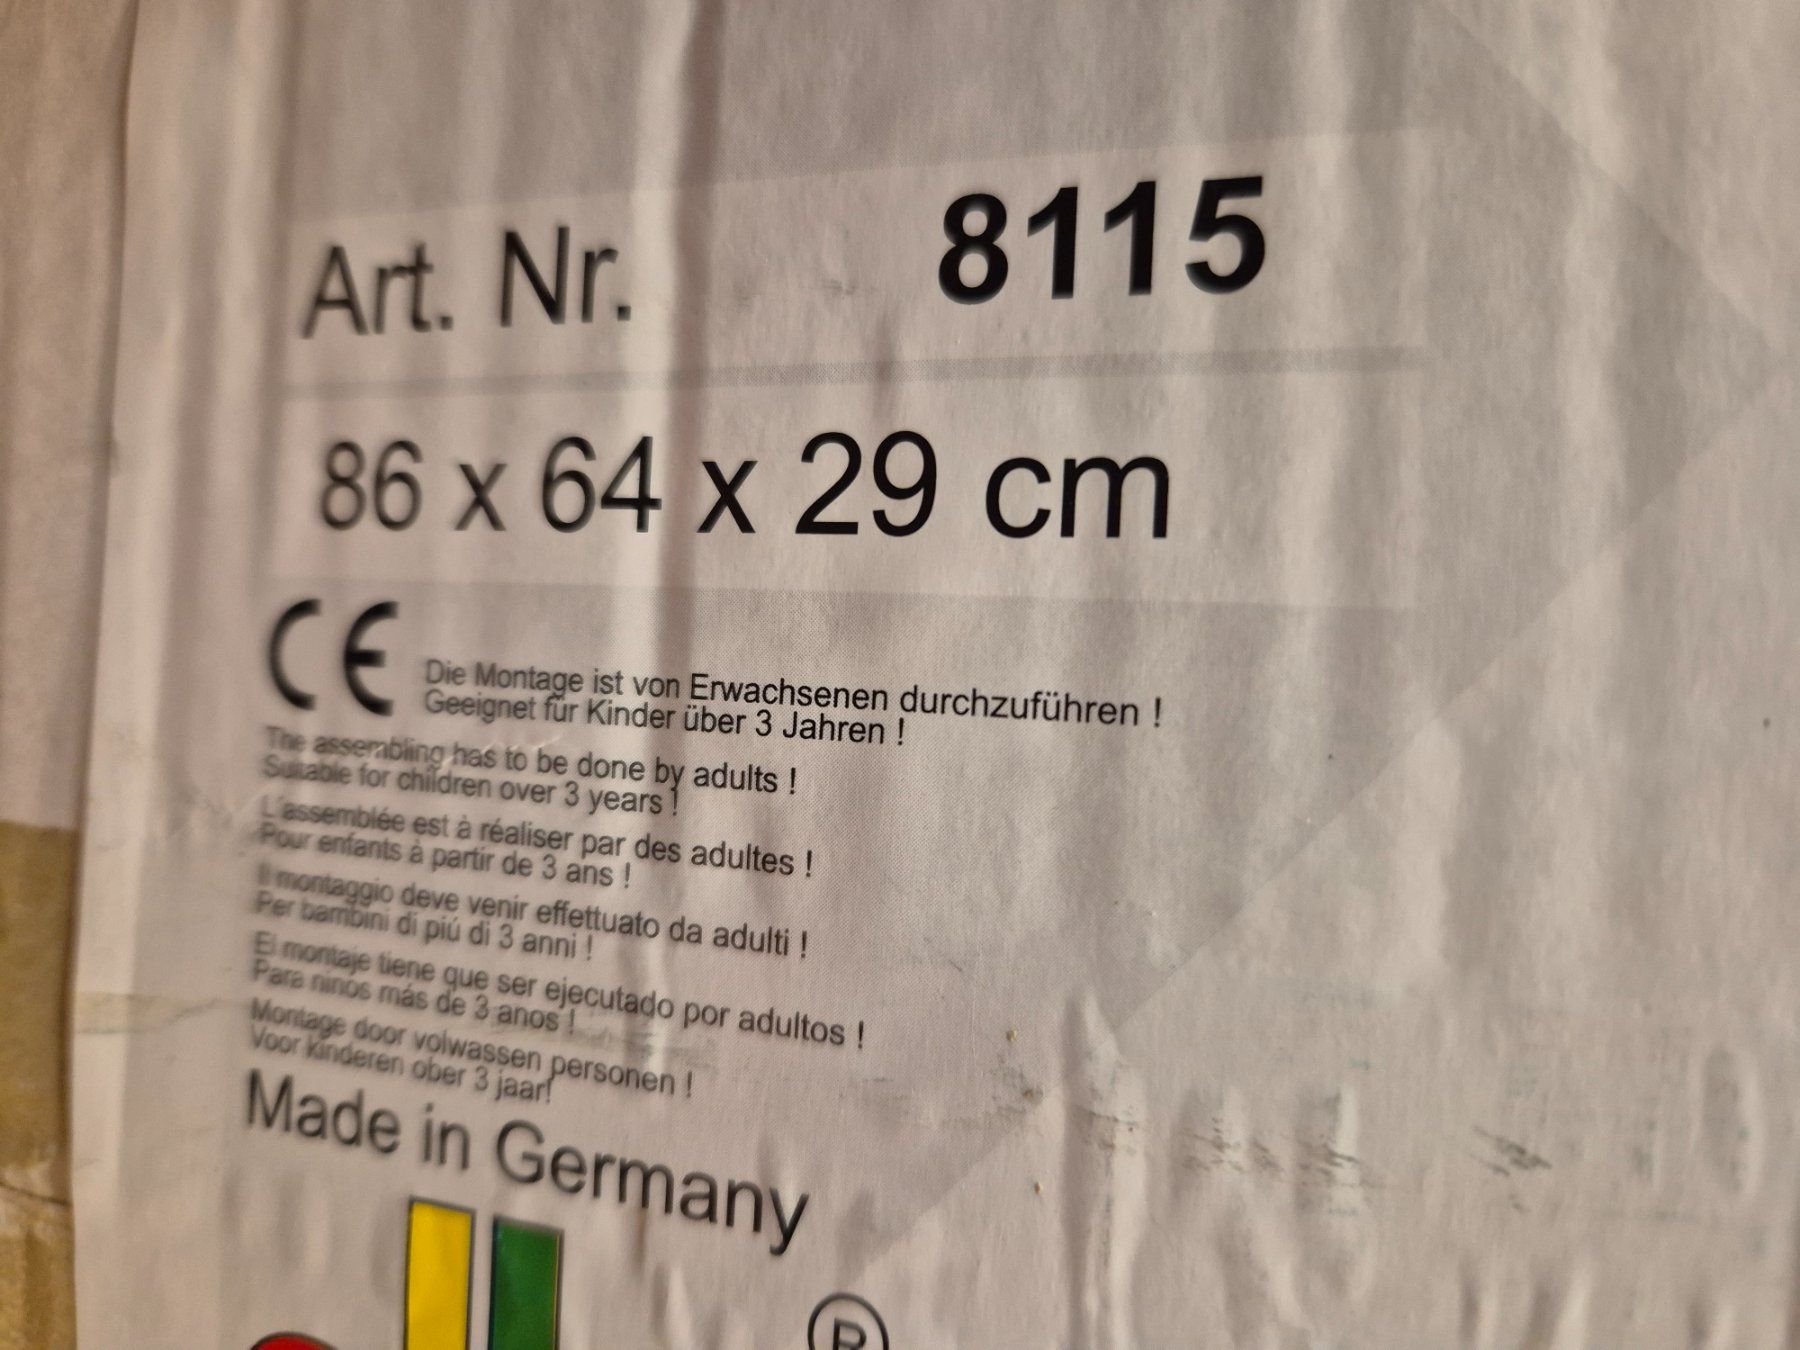 Art. Nr. 8115
86 x 64 x 29 cm
CE Die Montage ist von Erwachsenen durchzuführen !
Geeignet für Kinder über 3 Jahren !
The assembling has to be done by adults !
Suitable for children over 3 years !
L'assemblée est à réaliser par des adultes !
Pour enfants à partir de 3 ans !
Il montaggio deve venir effettuato da adulti !
Per bambini di piú di 3 anni !
El montaje tiene que ser ejecutado por adultos !
Para ninos más de 3 anos !
Montage door volwassen personen !
Voor kinderen ober 3 jaar!
Made in Germany
®